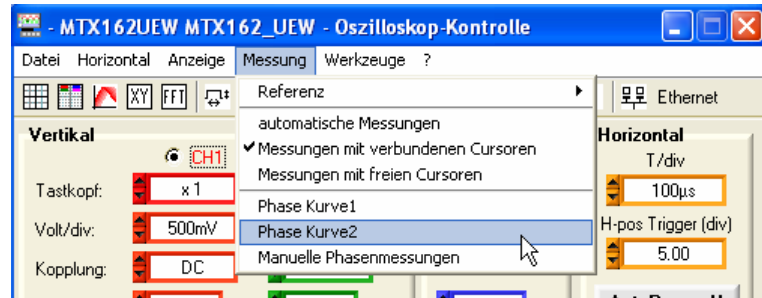 - MTX162UEW MTX162_UEW - Oszilloskop-Kontrolle
Datei Horizontal Anzeige Messung Werkzeuge ?
XY FFT Ethernet
Referenz
automatische Messungen
Messungen mit verbundenen Cursoren
Messungen mit freien Cursoren
Phase Kurve1
Phase Kurve2
Manuelle Phasenmessungen
Vertikal
CH1
Tastkopf: x 1
Volt/div: 500mV
Kopplung: DC
Horizontal
T/div
100µs
H-pos Trigger (div)
5.00